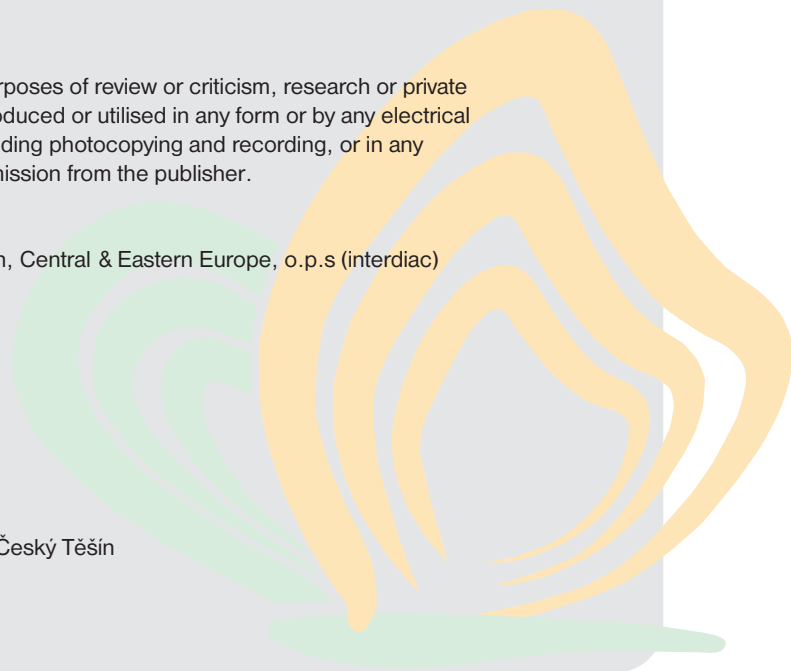 rposes of review or criticism, research or private
oduced or utilised in any form or by any electrical
ding photocopying and recording, or in any
ission from the publisher.
n, Central & Eastern Europe, o.p.s (interdiac)
Český Těšín